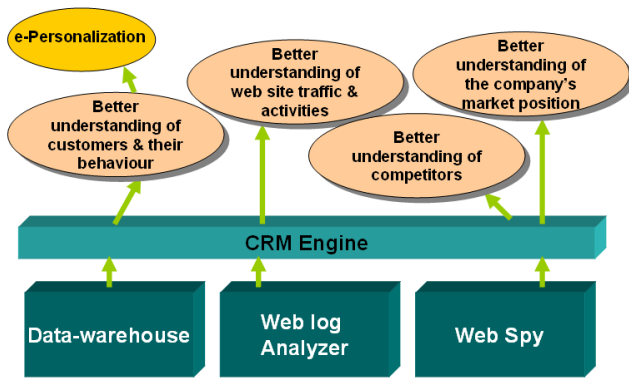 e-Personalization
Better
understanding of
customers & their
behaviour
Better
understanding of
web site traffic &
activities
Better
understanding of
competitors
Better
understanding of
the company's
market position
CRM Engine
Data-warehouse
Web log
Analyzer
Web Spy